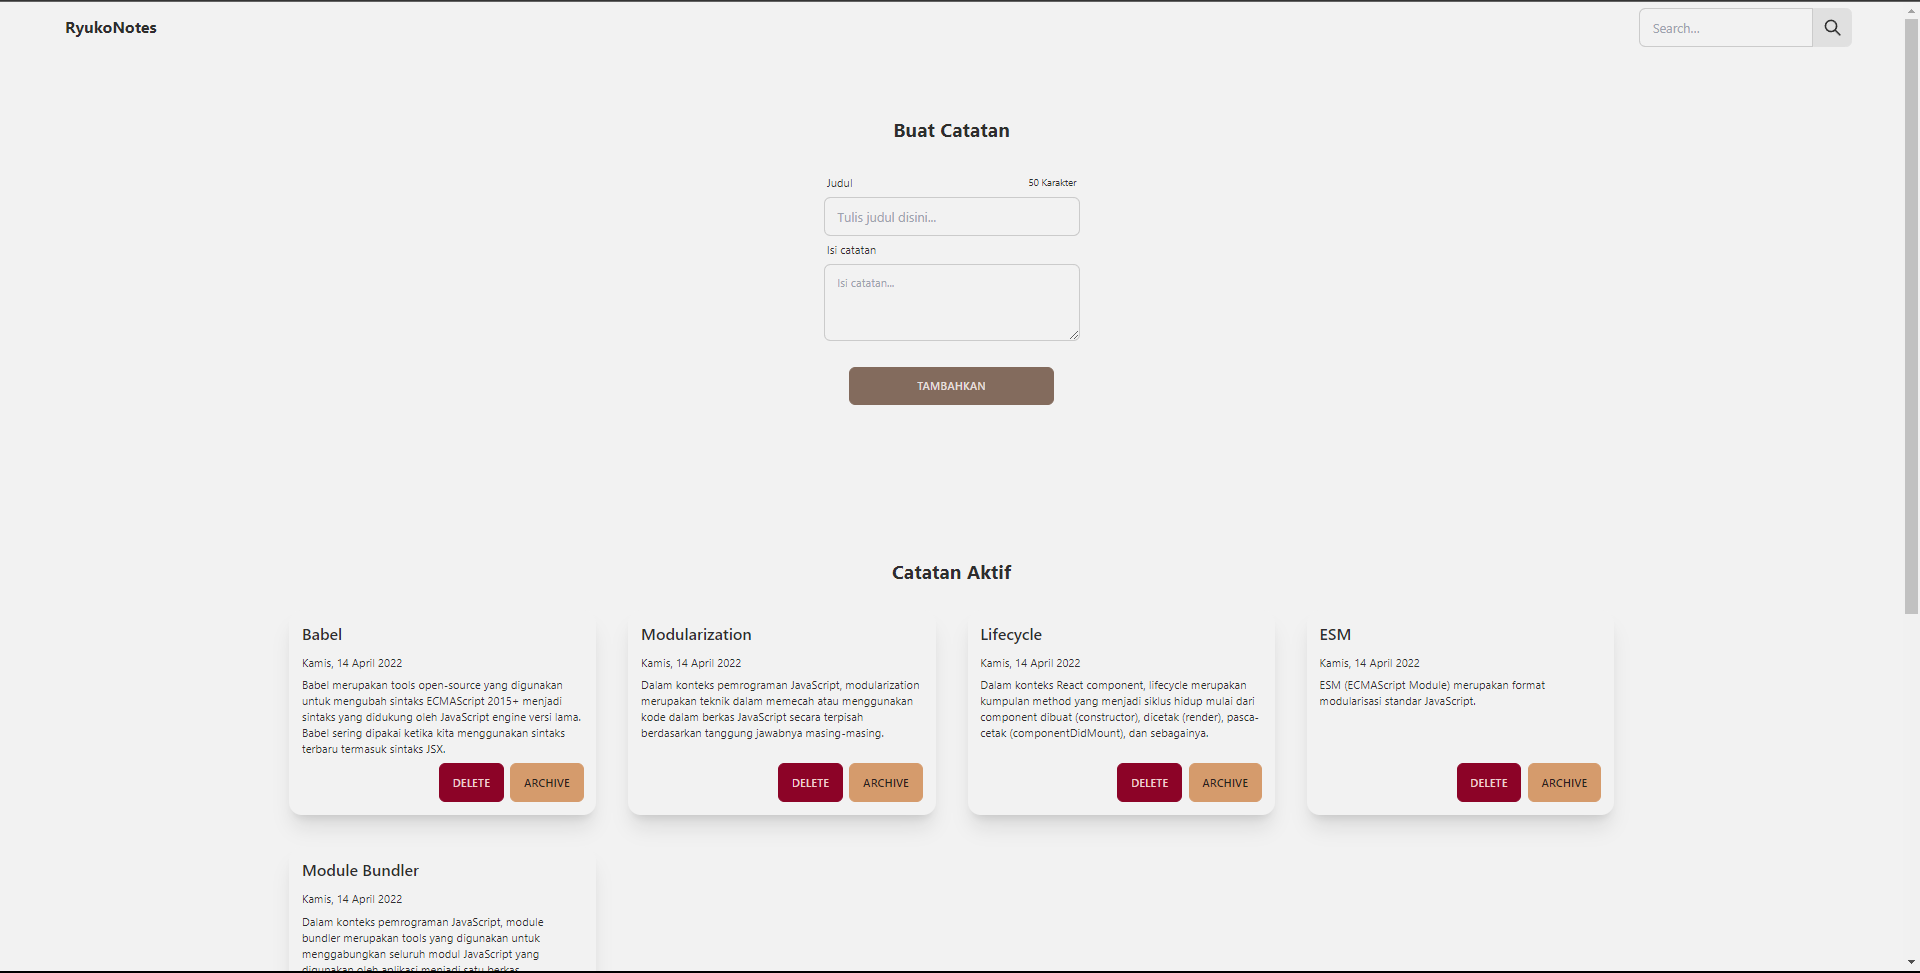 RyukoNotes
Search...
Buat Catatan
Judul
50 Karakter
Tulis judul disini...
Isi catatan
Isi catatan...
TAMBAHKAN
Catatan Aktif
Babel
Kamis, 14 April 2022
Babel merupakan tools open-source yang digunakan
untuk mengubah sintaks ECMAScript 2015+ menjadi
sintaks yang didukung oleh JavaScript engine versi lama.
Babel sering dipakai ketika kita menggunakan sintaks
terbaru termasuk sintaks JSX.
DELETE
ARCHIVE
Modularization
Kamis, 14 April 2022
Dalam konteks pemrograman JavaScript, modularization
merupakan teknik dalam memecah atau menggunakan
kode dalam berkas JavaScript secara terpisah
berdasarkan tanggung jawabnya masing-masing.
DELETE
ARCHIVE
Lifecycle
Kamis, 14 April 2022
Dalam konteks React component, lifecycle merupakan
kumpulan method yang menjadi siklus hidup mulai dari
component dibuat (constructor), dicetak (render), pasca-
cetak (componentDidMount), dan sebagainya.
DELETE
ARCHIVE
ESM
Kamis, 14 April 2022
ESM (ECMAScript Module) merupakan format
modularisasi standar JavaScript.
DELETE
ARCHIVE
Module Bundler
Kamis, 14 April 2022
Dalam konteks pemrograman JavaScript, module
bundler merupakan tools yang digunakan untuk
menggabungkan seluruh modul JavaScript yang
digunakan oleh aplikasi menjadi satu berkas.